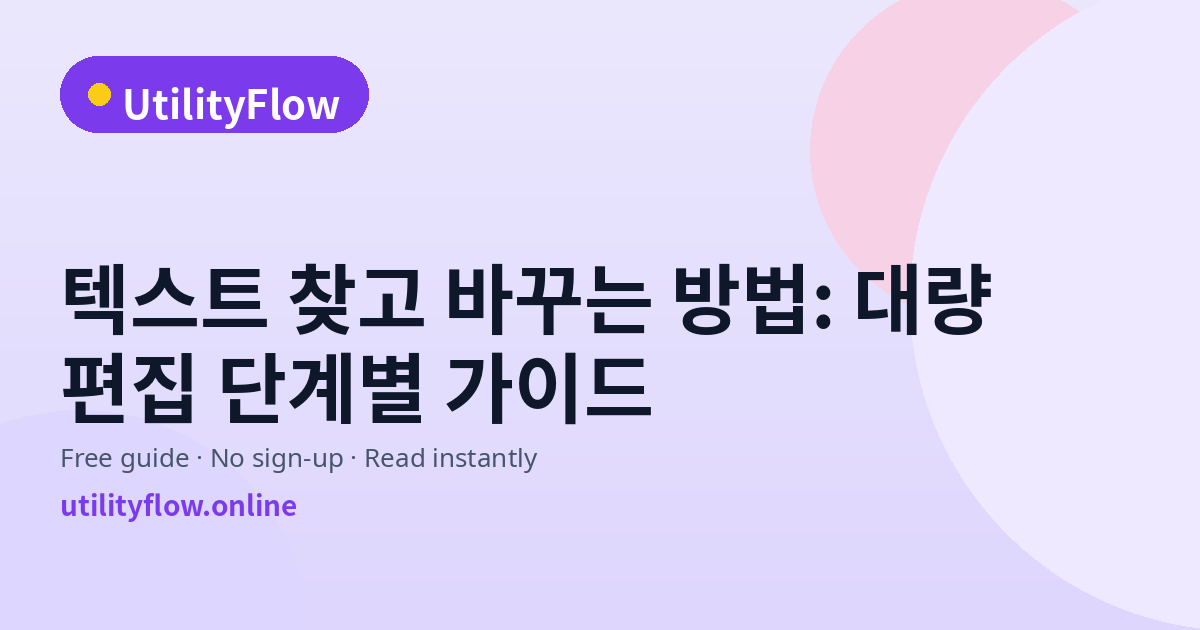 UtilityFlow
텍스트 찾고 바꾸는 방법: 대량
편집 단계별 가이드
Free guide · No sign-up · Read instantly
utilityflow.online